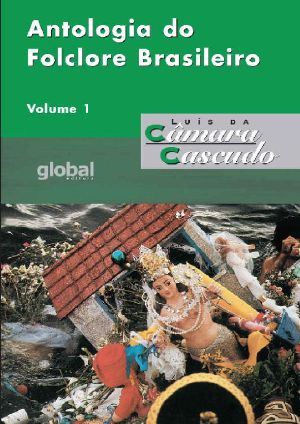 Antologia do
Folclore Brasileiro
Volume 1
LUÍS DA
Câmara
Cascudo
global
editora